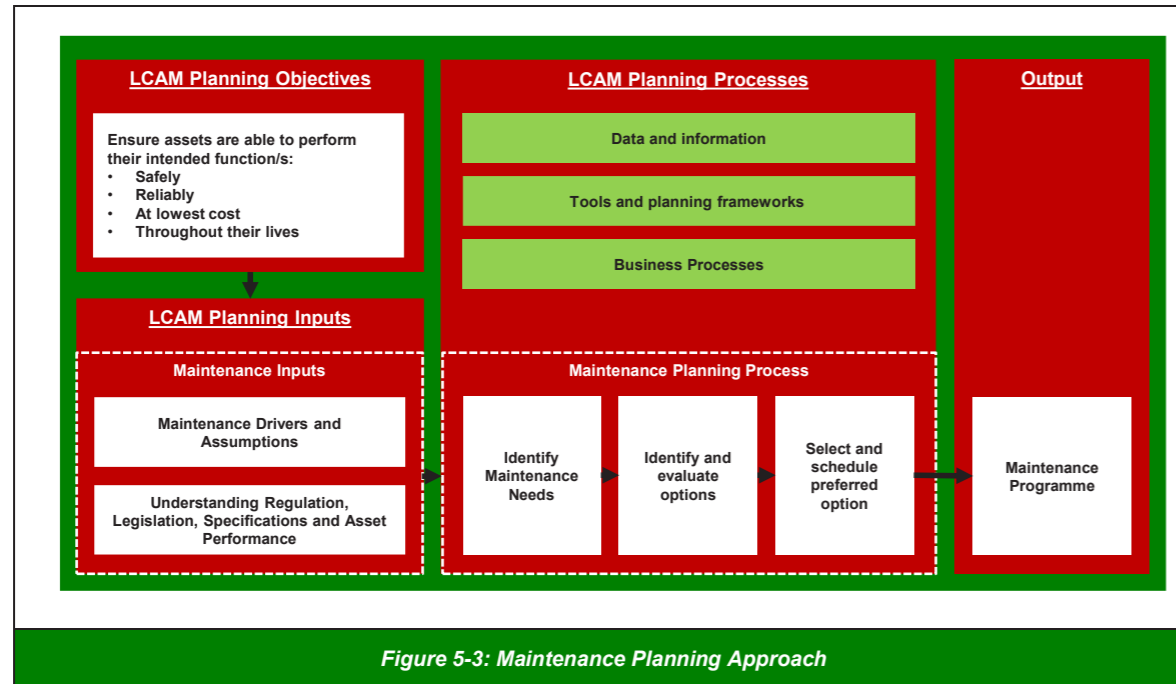 LCAM Planning Objectives
Ensure assets are able to perform
their intended function/s:
• Safely
• Reliably
• At lowest cost
• Throughout their lives
LCAM Planning Inputs
Maintenance Inputs
Maintenance Drivers and
Assumptions
Understanding Regulation,
Legislation, Specifications and Asset
Performance
LCAM Planning Processes
Data and information
Tools and planning frameworks
Business Processes
Maintenance Planning Process
Identify
Maintenance
Needs
Identify and
evaluate
options
Select and
schedule
preferred
option
Output
Maintenance
Programme
Figure 5-3: Maintenance Planning Approach